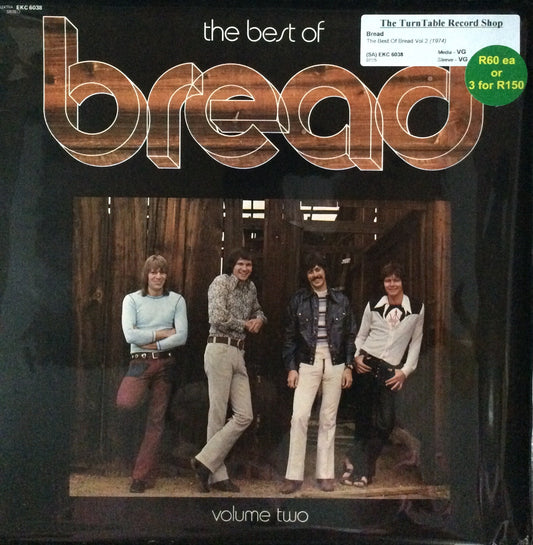 EKC 6038
the best of
bread
The TurnTable Record Shop
Bread
The Best Of Bread Vol.2 (1974)
(SA) EKC 6038 Media - VG
Sleeve - VG
R60 ea
or
3 for R150
volume two